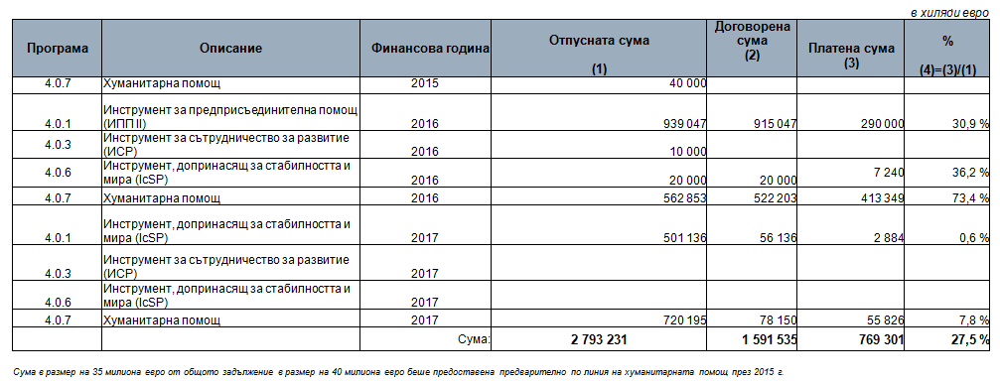 в хиляди евро
Програма Описание Финансова година Отпусната сума (1) Договорена сума (2) Платена сума (3) % (4)=(3)/(1)
4.0.7 Хуманитарна помощ 2015 40 000
4.0.1 Инструмент за предприсъединителна помощ (ИПП II) 2016 939 047 915 047 290 000 30,9 %
4.0.3 Инструмент за сътрудничество за развитие (ИСР) 2016 10 000
4.0.6 Инструмент, допринасящ за стабилността и мира (IcSP) 2016 20 000 20 000 7 240 36,2 %
4.0.7 Хуманитарна помощ 2016 562 853 522 203 413 349 73,4 %
4.0.1 Инструмент, допринасящ за стабилността и мира (IcSP) 2017 501 136 56 136 2 884 0,6 %
4.0.3 Инструмент за сътрудничество за развитие (ИСР) 2017
4.0.6 Инструмент, допринасящ за стабилността и мира (IcSP) 2017
4.0.7 Хуманитарна помощ 2017 720 195 78 150 55 826 7,8 %
Сума: 2 793 231 1 591 535 769 301 27,5 %
Сума в размер на 35 милиона евро от общото задължение в размер на 40 милиона евро беше предоставена предварително по линия на хуманитарната помощ през 2015 г.